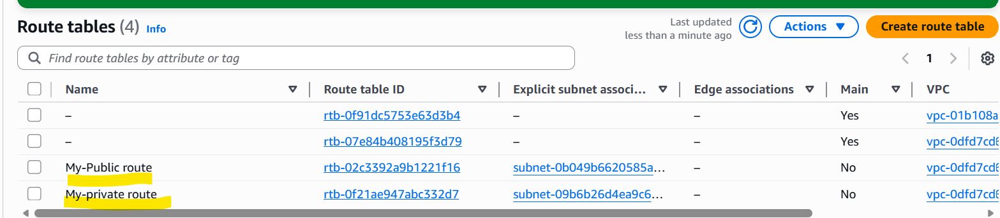 Route tables (4) Info
Last updated
less than a minute ago
Actions
Create route table
Find route tables by attribute or tag
1
Name Route table ID Explicit subnet associ... Edge associations Main VPC
– rtb-0f91dc5753e63d3b4 – – Yes vpc-01b108a
– rtb-07e84b408195f3d79 – – Yes vpc-0dfd7cd6
My-Public route rtb-02c3392a9b1221f16 subnet-0b049b6620585a... – No vpc-0dfd7cd6
My-private route rtb-0f21ae947abc332d7 subnet-09b6b26d4ea9c6... – No vpc-0dfd7cd6